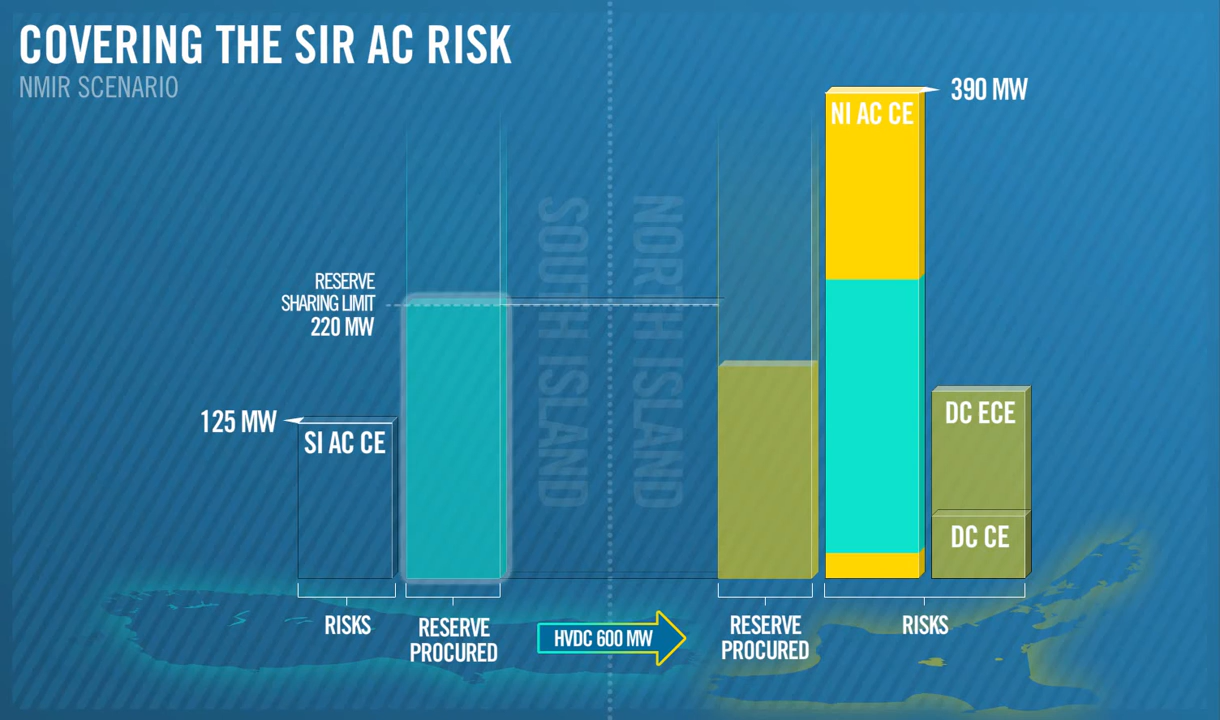 COVERING THE SIR AC RISK
NMIR SCENARIO
390 MW
NI AC CE
SOUTH ISLAND
NORTH ISLAND
RESERVE
SHARING LIMIT
220 MW
125 MW
SI AC CE
DC ECE
DC CE
RISKS
RESERVE
PROCURED
HVDC 600 MW
RESERVE
PROCURED
RISKS